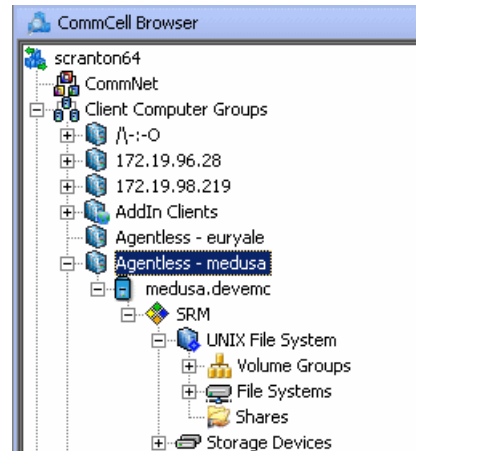 CommCell Browser
scranton64
CommNet
Client Computer Groups
/\-:-O
172.19.96.28
172.19.98.219
AddIn Clients
Agentless - euryale
Agentless - medusa
medusa.devemc
SRM
UNIX File System
Volume Groups
File Systems
Shares
Storage Devices